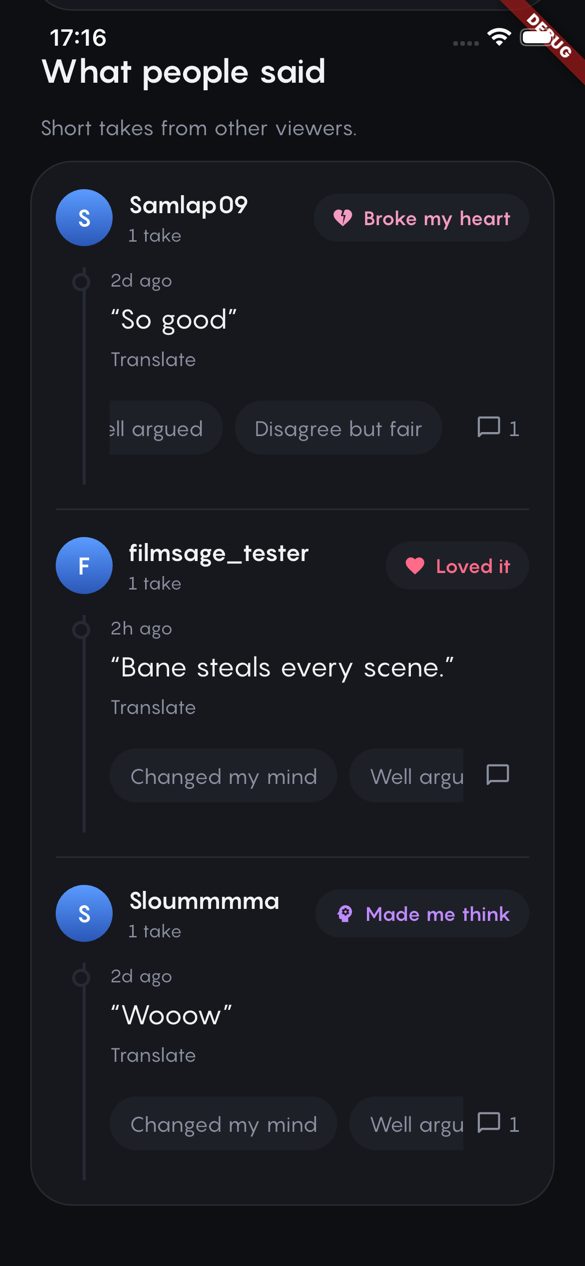 17:16
DEBUG
What people said
Short takes from other viewers.
S
Samlap09
1 take
Broke my heart
2d ago
“So good”
Translate
ell argued
Disagree but fair
1
F
filmsage_tester
1 take
Loved it
2h ago
“Bane steals every scene.”
Translate
Changed my mind
Well argu
S
Sloummmma
1 take
Made me think
2d ago
“Wooow”
Translate
Changed my mind
Well argu
1